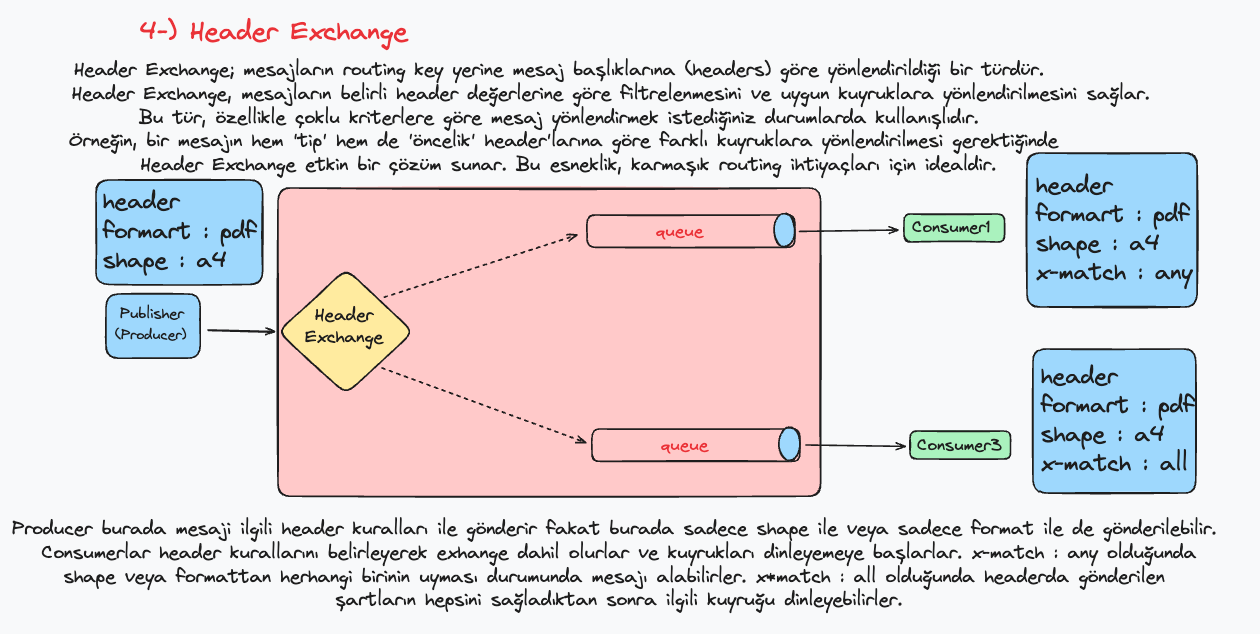 4-) Header Exchange
Header Exchange; mesajların routing key yerine mesaj başlıklarına (headers) göre yönlendirildiği bir türdür.
Header Exchange, mesajların belirli header değerlerine göre filtrelenmesini ve uygun kuyruklara yönlendirilmesini sağlar.
Bu tür, özellikle çoklu kriterlere göre mesaj yönlendirmek istediğiniz durumlarda kullanışlıdır.
Örneğin, bir mesajın hem 'tip' hem de 'öncelik' header'larına göre farklı kuyruklara yönlendirilmesi gerektiğinde
Header Exchange etkin bir çözüm sunar. Bu esneklik, karmaşık routing ihtiyaçları için idealdir.
header
formart : pdf
shape : a4
Publisher
(Producer)
Header
Exchange
queue
Consumer1
header
formart : pdf
shape : a4
x-match : any
queue
Consumer3
header
formart : pdf
shape : a4
x-match : all
Producer burada mesaji ilgili header kuralları ile gönderir fakat burada sadece shape ile veya sadece format ile de gönderilebilir.
Consumerlar header kurallarını belirleyerek exhange dahil olurlar ve kuyrukları dinleyemeye başlarlar. x-match : any olduğunda
shape veya formattan herhangi birinin uyması durumunda mesajı alabilirler. x*match : all olduğunda headerda gönderilen
şartların hepsini sağladıktan sonra ilgili kuyruğu dinleyebilirler.